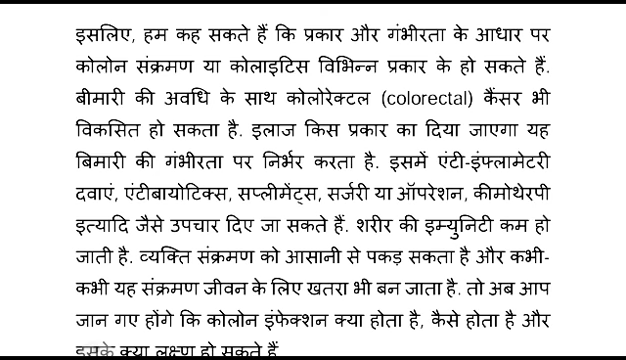 इसलिए, हम कह सकते हैं कि प्रकार और गंभीरता के आधार पर
कोलोन संक्रमण या कोलाइटिस विभिन्न प्रकार के हो सकते हैं.
बीमारी की अवधि के साथ कोलोरेक्टल (colorectal) कैंसर भी
विकसित हो सकता है. इलाज किस प्रकार का दिया जाएगा यह
बिमारी की गंभीरता पर निर्भर करता है. इसमें एंटी-इंफ्लामेटरी
दवाएं, एंटीबायोटिक्स, सप्लीमेंट्स, सर्जरी या ऑपरेशन, कीमोथेरपी
इत्यादि जैसे उपचार दिए जा सकते हैं. शरीर की इम्युनिटी कम हो
जाती है. व्यक्ति संक्रमण को आसानी से पकड़ सकता है और कभी-
कभी यह संक्रमण जीवन के लिए खतरा भी बन जाता है. तो अब आप
जान गए होंगे कि कोलोन इंफेक्शन क्या होता है, कैसे होता है और
इसके क्या लक्षण हो सकते हैं